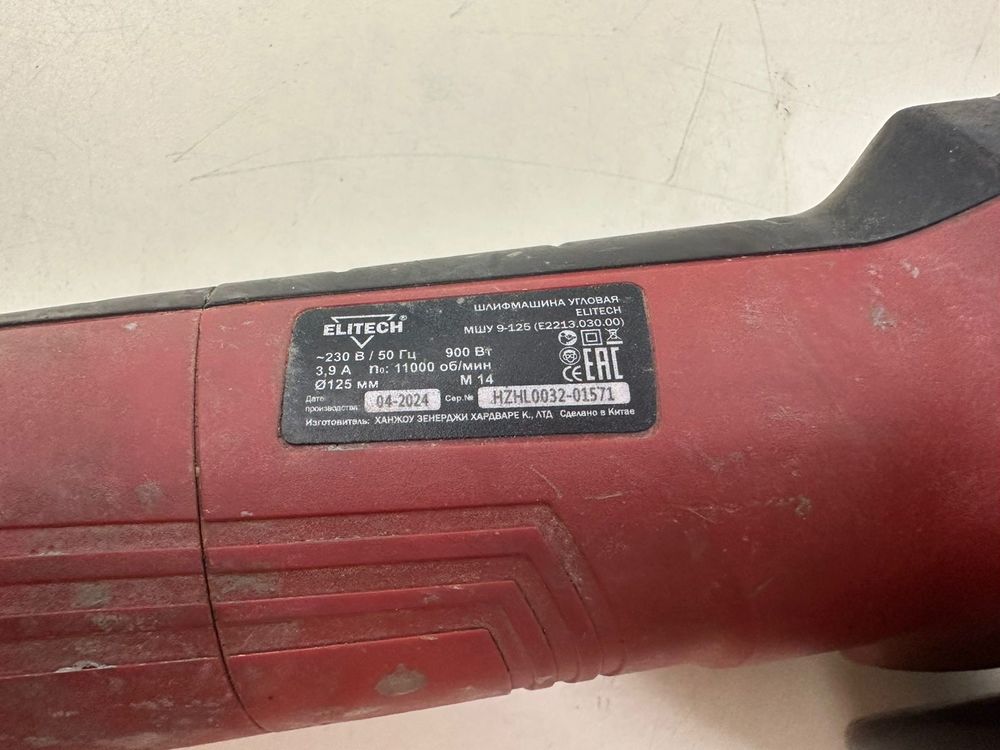 ELITECH
ШЛИФМАШИНА УГЛОВАЯ
ELITECH
МШУ 9-125 (E2213.030.00)
~230 В / 50 Гц 900 Вт
3,9 А n₀: 11000 об/мин
Ø125 мм М 14
CE EAC
Дата производства: 04-2024 Сер.№ HZHL0032-01571
Изготовитель: ХАНЖОУ ЗЕНЕРДЖИ ХАРДВАРЕ К., ЛТД Сделано в Китае